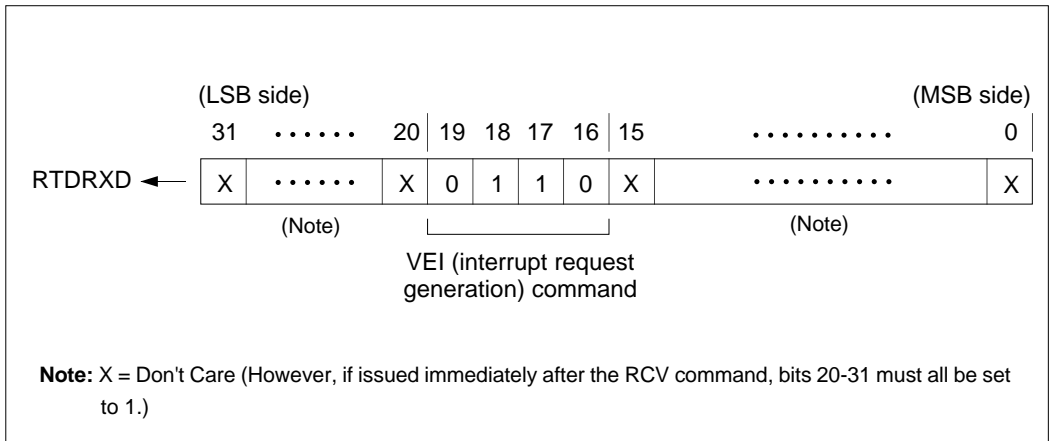 (LSB side) (MSB side)
31 ······ 20 19 18 17 16 15 ·········· 0
RTDRXD X ······ X 0 1 1 0 X ·········· X
(Note) (Note)
VEI (interrupt request
generation) command
Note: X = Don't Care (However, if issued immediately after the RCV command, bits 20-31 must all be set
to 1.)